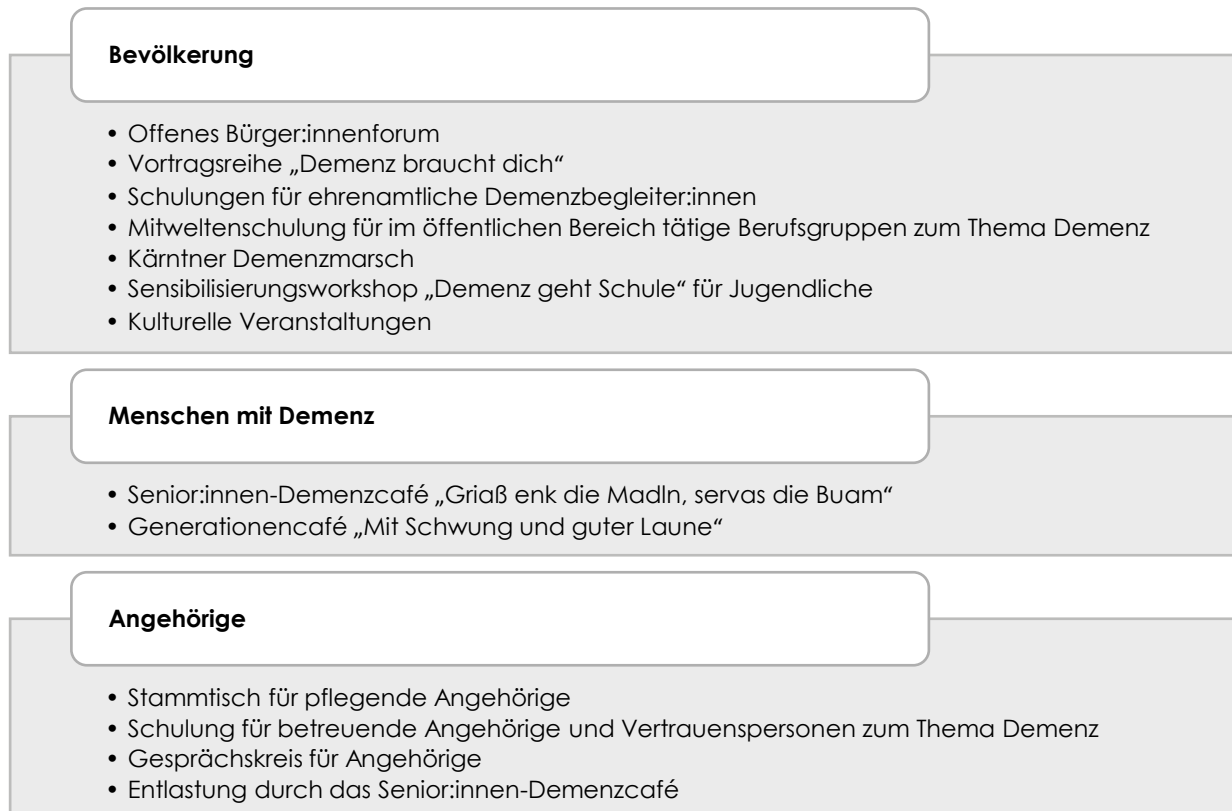 Bevölkerung
• Offenes Bürger:innenforum
• Vortragsreihe „Demenz braucht dich“
• Schulungen für ehrenamtliche Demenzbegleiter:innen
• Mitweltenschulung für im öffentlichen Bereich tätige Berufsgruppen zum Thema Demenz
• Kärntner Demenzmarsch
• Sensibilisierungsworkshop „Demenz geht Schule“ für Jugendliche
• Kulturelle Veranstaltungen
Menschen mit Demenz
• Senior:innen-Demenzcafé „Griaß enk die Madln, servas die Buam“
• Generationencafé „Mit Schwung und guter Laune“
Angehörige
• Stammtisch für pflegende Angehörige
• Schulung für betreuende Angehörige und Vertrauenspersonen zum Thema Demenz
• Gesprächskreis für Angehörige
• Entlastung durch das Senior:innen-Demenzcafé